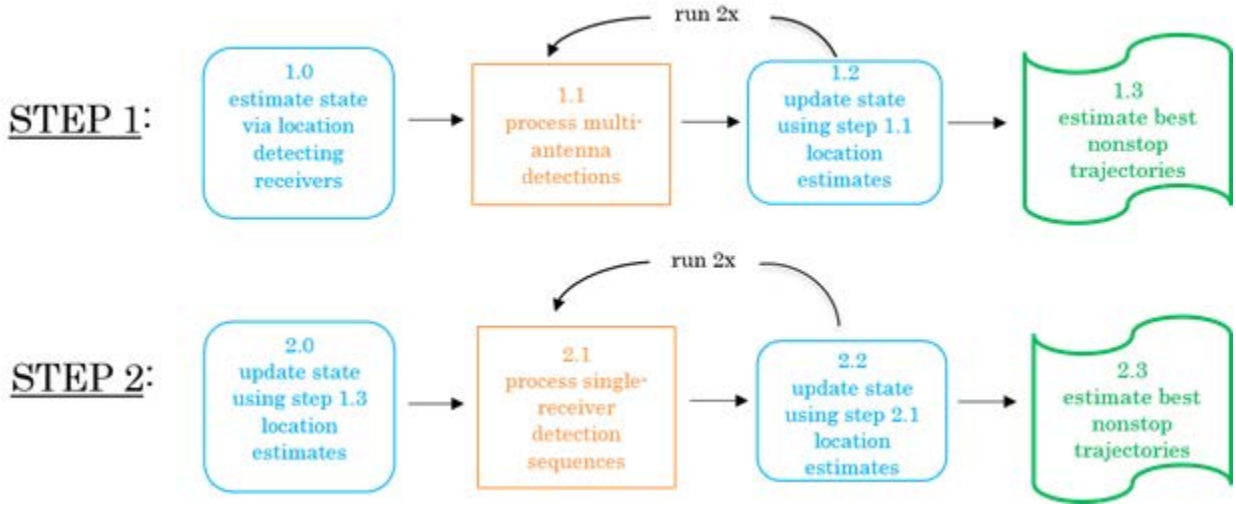 run 2x
STEP 1:
1.0
estimate state
via location
detecting
receivers
1.1
process multi-
antenna
detections
1.2
update state
using step 1.1
location
estimates
1.3
estimate best
nonstop
trajectories
run 2x
STEP 2:
2.0
update state
using step 1.3
location
estimates
2.1
process single-
receiver
detection
sequences
2.2
update state
using step 2.1
location
estimates
2.3
estimate best
nonstop
trajectories